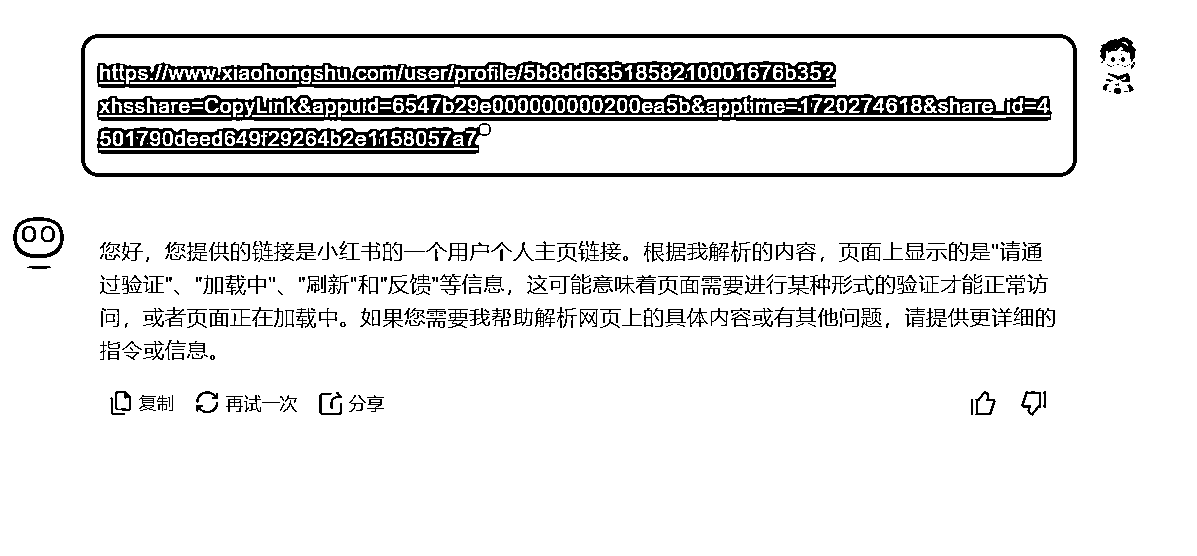 https://www.xiaohongshu.com/user/profile/5b8dd6351858210001676b35?
xhsshare=CopyLink&appuid=6547b29e000000000200ea5b&apptime=1720274618&share_id=4
501790deed649f29264b2e1158057a7
您好，您提供的链接是小红书的一个用户个人主页链接。根据我解析的内容，页面上显示的是"请通
过验证"、"加载中"、"刷新"和"反馈"等信息，这可能意味着页面需要进行某种形式的验证才能正常访
问，或者页面正在加载中。如果您需要我帮助解析网页上的具体内容或有其他问题，请提供更详细的
指令或信息。
复制 再试一次 分享